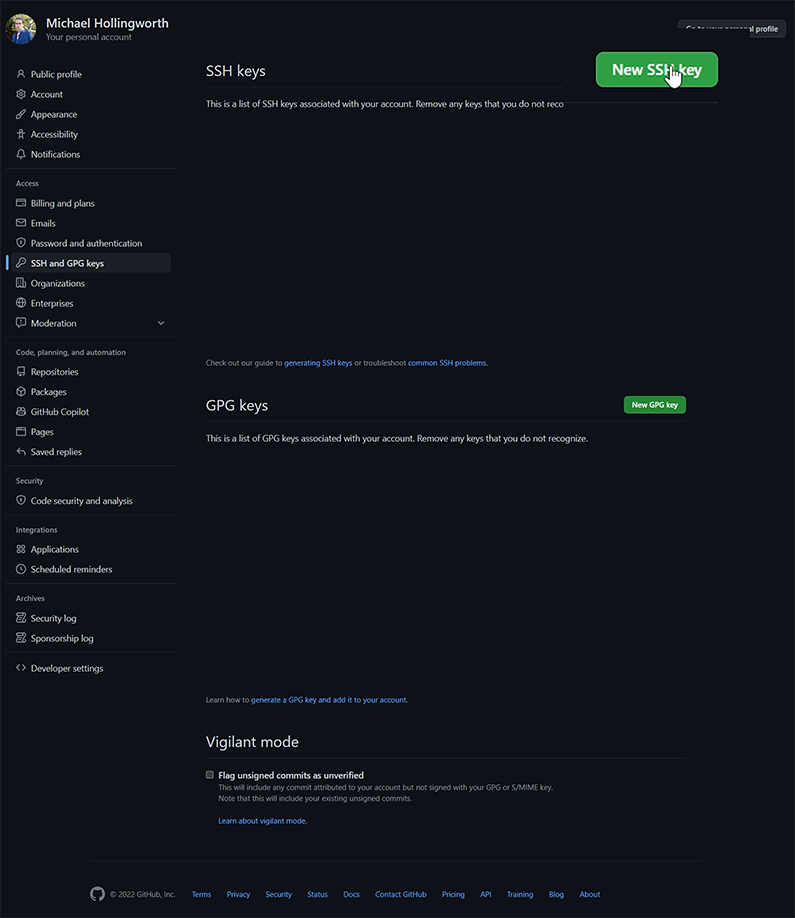 Michael Hollingworth
Your personal account
Go to your personal profile
Public profile
Account
Appearance
Accessibility
Notifications
Access
Billing and plans
Emails
Password and authentication
SSH and GPG keys
Organizations
Enterprises
Moderation
Code, planning, and automation
Repositories
Packages
GitHub Copilot
Pages
Saved replies
Security
Code security and analysis
Integrations
Applications
Scheduled reminders
Archives
Security log
Sponsorship log
Developer settings
SSH keys
New SSH key
This is a list of SSH keys associated with your account. Remove any keys that you do not reco
Check out our guide to generating SSH keys or troubleshoot common SSH problems.
GPG keys
New GPG key
This is a list of GPG keys associated with your account. Remove any keys that you do not recognize.
Learn how to generate a GPG key and add it to your account.
Vigilant mode
Flag unsigned commits as unverified
This will include any commit attributed to your account but not signed with your GPG or S/MIME key.
Note that this will include your existing unsigned commits.
Learn about vigilant mode.
© 2022 GitHub, Inc. Terms Privacy Security Status Docs Contact GitHub Pricing API Training Blog About